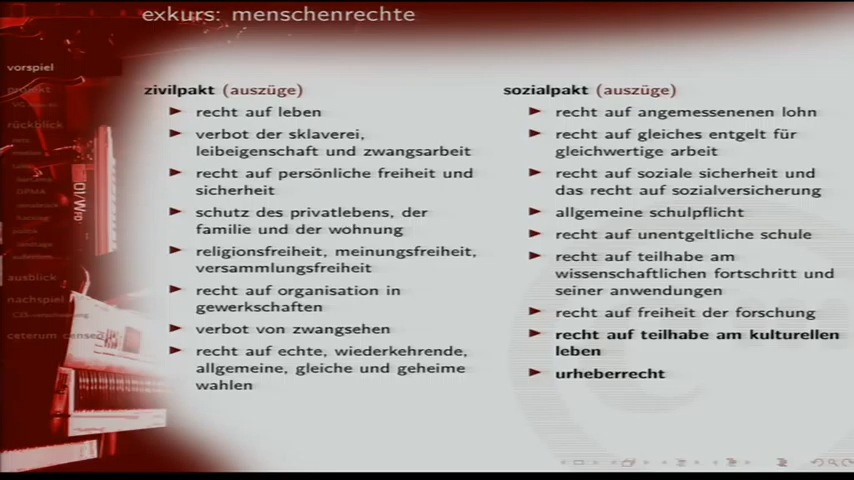 exkurs: menschenrechte
vorspiel
projekt
rückblick
ausblick
nachspiel
ceterum censeo
zivilpakt (auszüge)
recht auf leben
verbot der sklaverei,
leibeigenschaft und zwangsarbeit
recht auf persönliche freiheit und
sicherheit
schutz des privatlebens, der
familie und der wohnung
religionsfreiheit, meinungsfreiheit,
versammlungsfreiheit
recht auf organisation in
gewerkschaften
verbot von zwangsehen
recht auf echte, wiederkehrende,
allgemeine, gleiche und geheime
wahlen
sozialpakt (auszüge)
recht auf angemessenenen lohn
recht auf gleiches entgelt für
gleichwertige arbeit
recht auf soziale sicherheit und
das recht auf sozialversicherung
allgemeine schulpflicht
recht auf unentgeltliche schule
recht auf teilhabe am
wissenschaftlichen fortschritt und
seiner anwendungen
recht auf freiheit der forschung
recht auf teilhabe am kulturellen
leben
urheberrecht